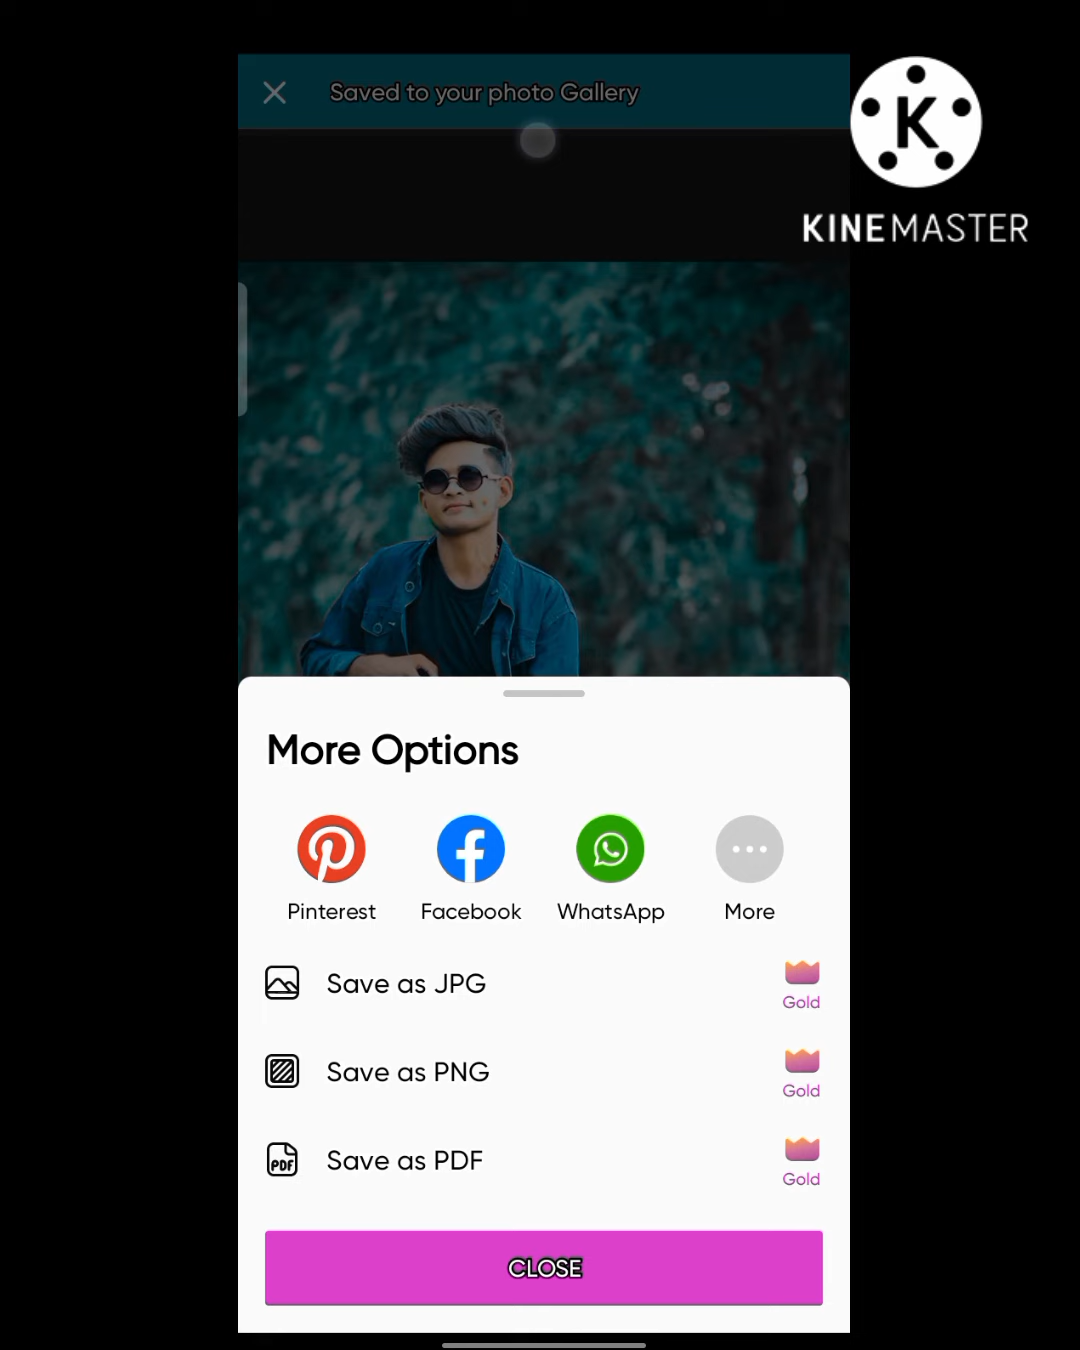 Saved to your photo Gallery
K
KINEMASTER
More Options
Pinterest Facebook WhatsApp More
Save as JPG Gold
Save as PNG Gold
PDF Save as PDF Gold
CLOSE